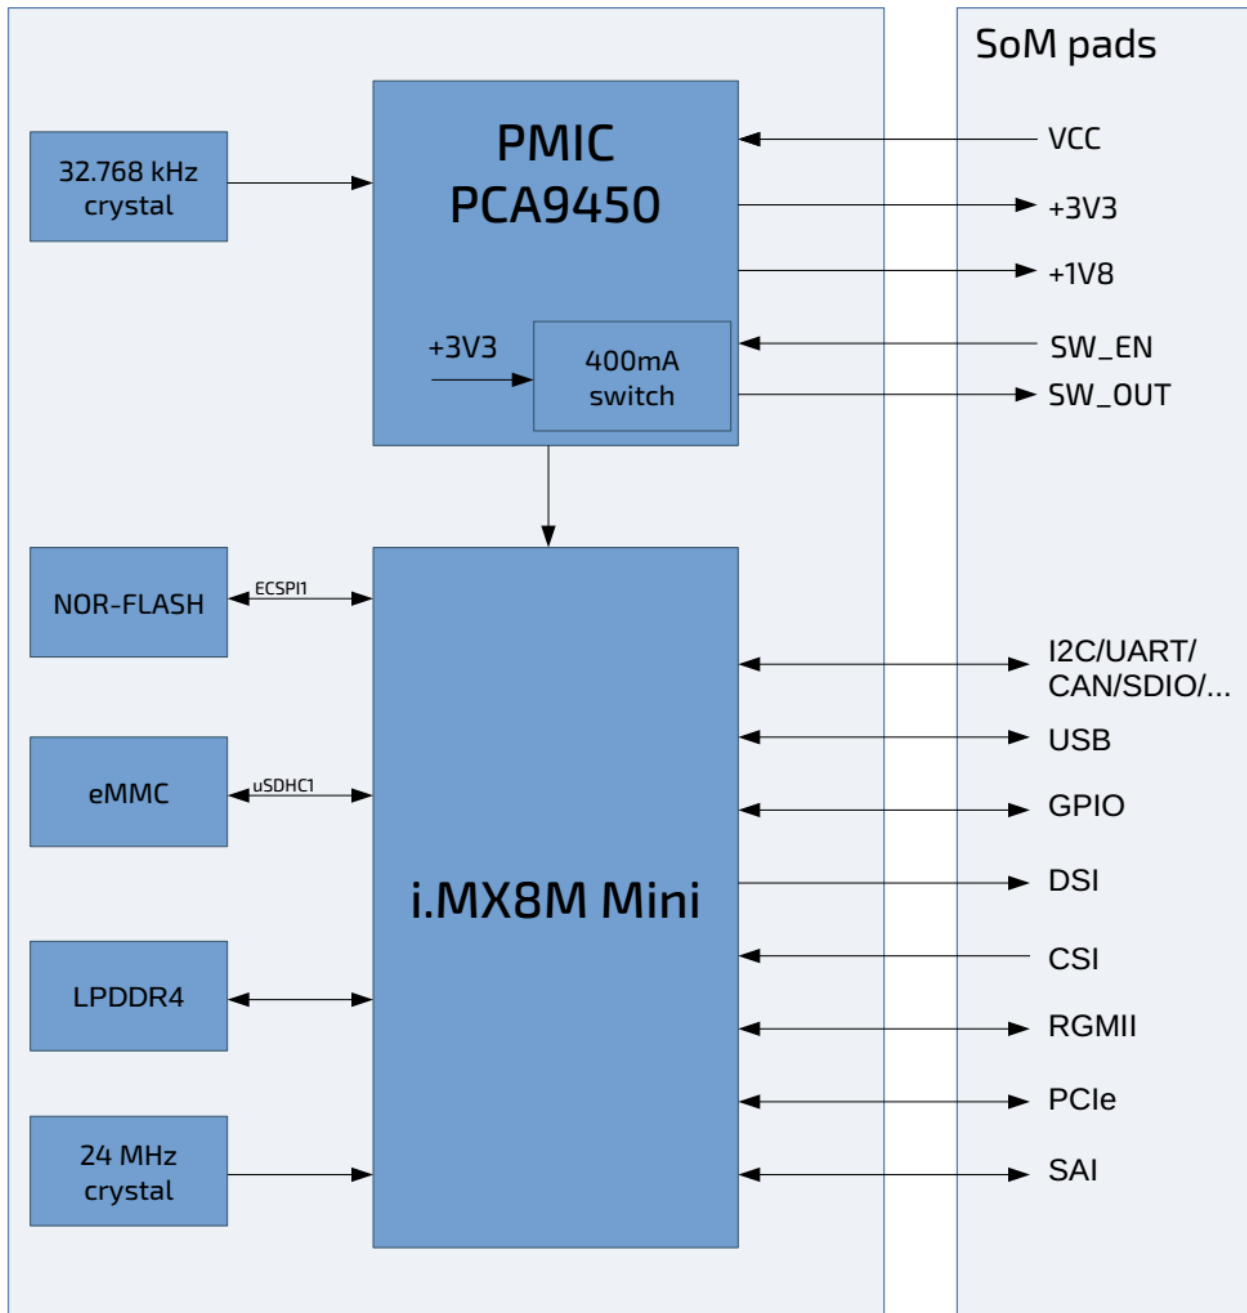 SoM pads
PMIC
PCA9450
32.768 kHz
crystal
VCC
+3V3
+1V8
+3V3
400mA
switch
SW_EN
SW_OUT
NOR-FLASH
ECSPI1
eMMC
uSDHC1
LPDDR4
24 MHz
crystal
i.MX8M Mini
I2C/UART/
CAN/SDIO/...
USB
GPIO
DSI
CSI
RGMII
PCIe
SAI